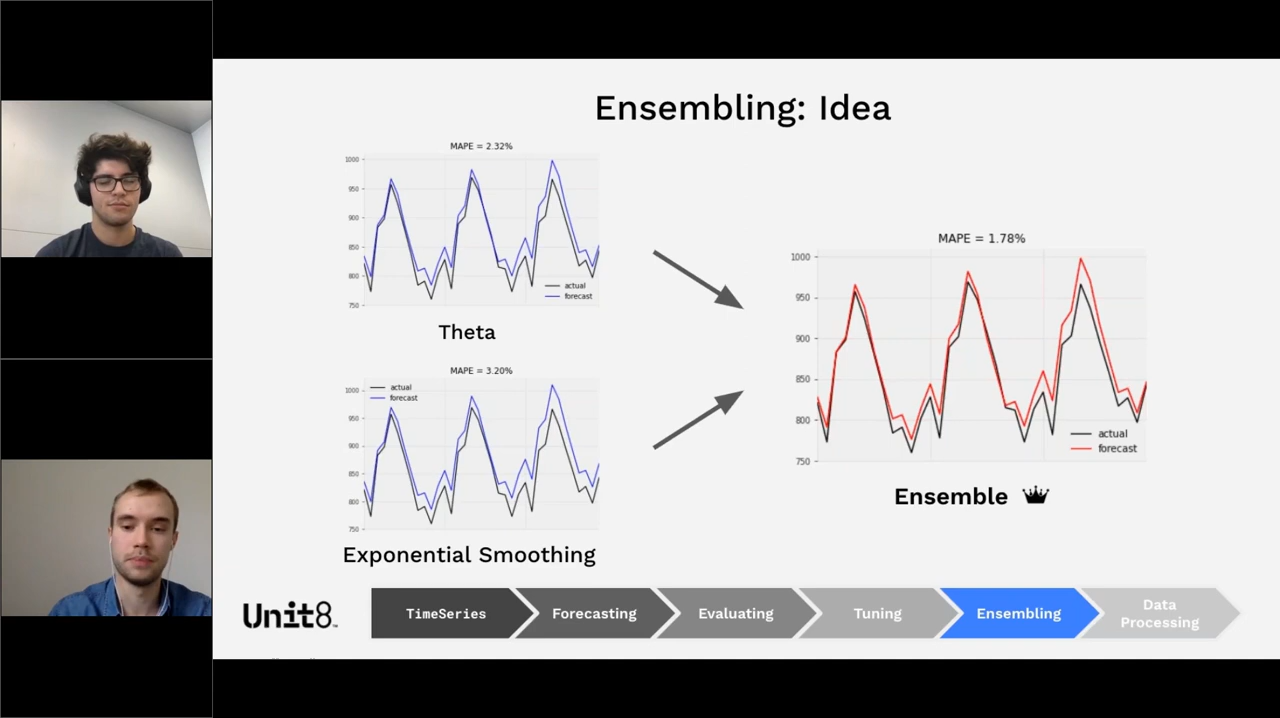 Ensembling: Idea
MAPE = 2.32%
1000
950
900
850
800
750
actual
forecast
Theta
MAPE = 3.20%
1000
950
900
850
800
750
actual
forecast
Exponential Smoothing
MAPE = 1.78%
1000
950
900
850
800
750
actual
forecast
Ensemble
Unit8
TimeSeries
Forecasting
Evaluating
Tuning
Ensembling
Data
Processing